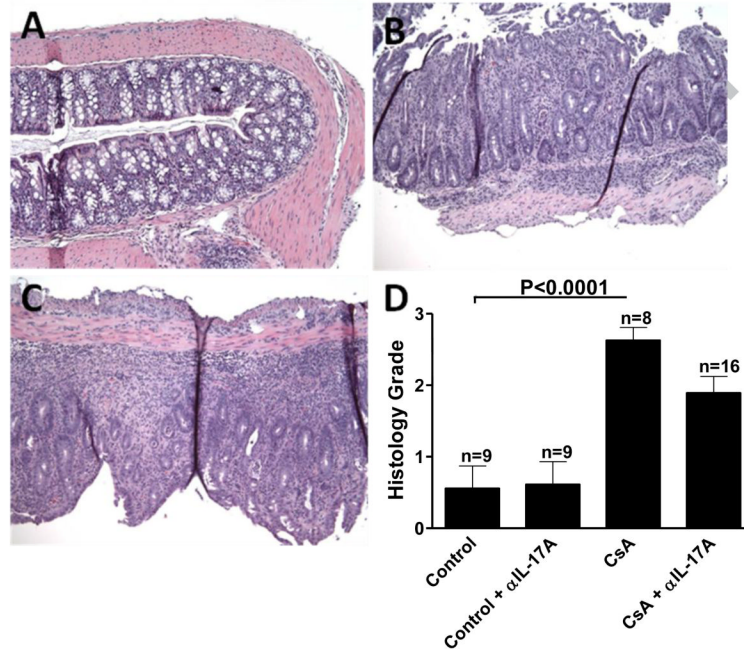 A
B
C
D
P<0.0001
Histology Grade
3
2
1
0
n=9
n=9
n=8
n=16
Control
Control + αIL-17A
CsA
CsA + αIL-17A